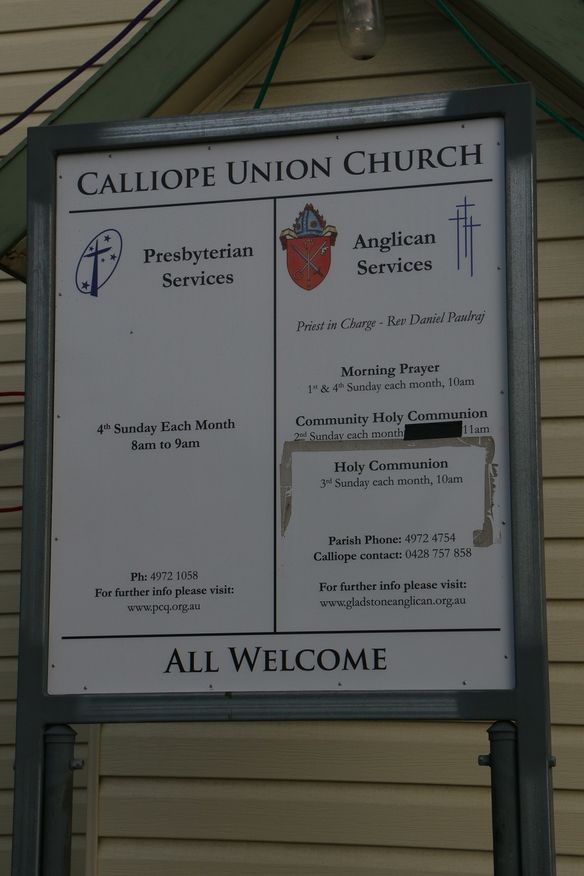 CALLIOPE UNION CHURCH
Presbyterian
Services
4th Sunday Each Month
8am to 9am
Ph: 4972 1058
For further info please visit:
www.pcq.org.au
Anglican
Services
Priest in Charge - Rev Daniel Paulraj
Morning Prayer
1st & 4th Sunday each month, 10am
Community Holy Communion
2nd Sunday each month 11am
Holy Communion
3rd Sunday each month, 10am
Parish Phone: 4972 4754
Calliope contact: 0428 757 858
For further info please visit:
www.gladstoneanglican.org.au
ALL WELCOME